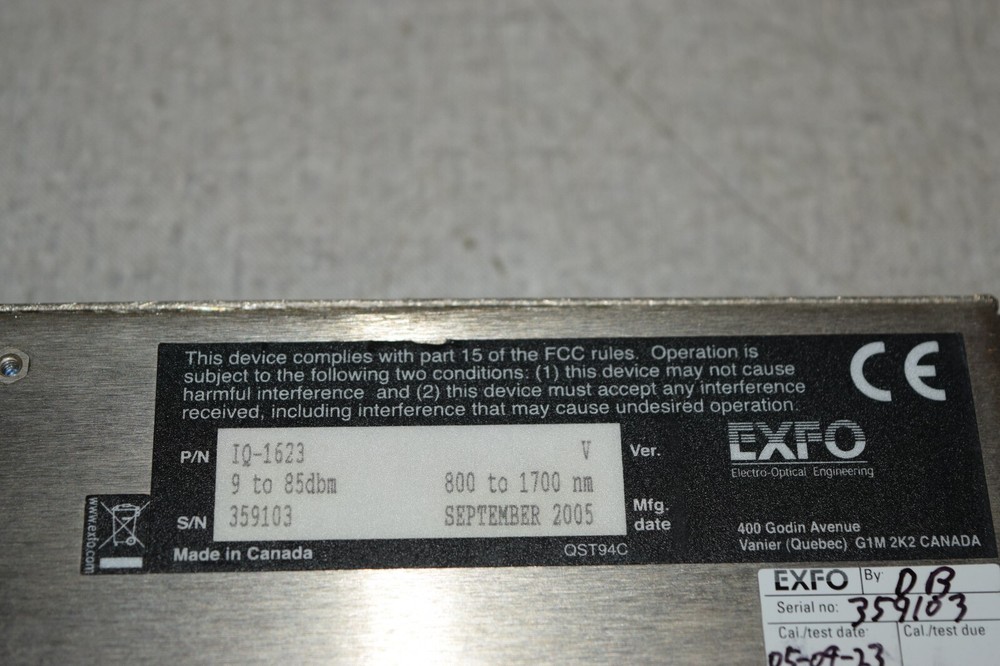 This device complies with part 15 of the FCC rules. Operation is
subject to the following two conditions: (1) this device may not cause
harmful interference and (2) this device must accept any interference
received, including interference that may cause undesired operation.
CE
P/N IQ-1623 V Ver.
9 to 85dbm 800 to 1700 nm
S/N 359103 SEPTEMBER 2005 Mfg. date
Made in Canada QST94C
www.exfo.com
EXFO
Electro-Optical Engineering
400 Godin Avenue
Vanier (Quebec) G1M 2K2 CANADA
EXFO By DB
Serial no: 359103
Cal./test date Cal./test due
05-09-23